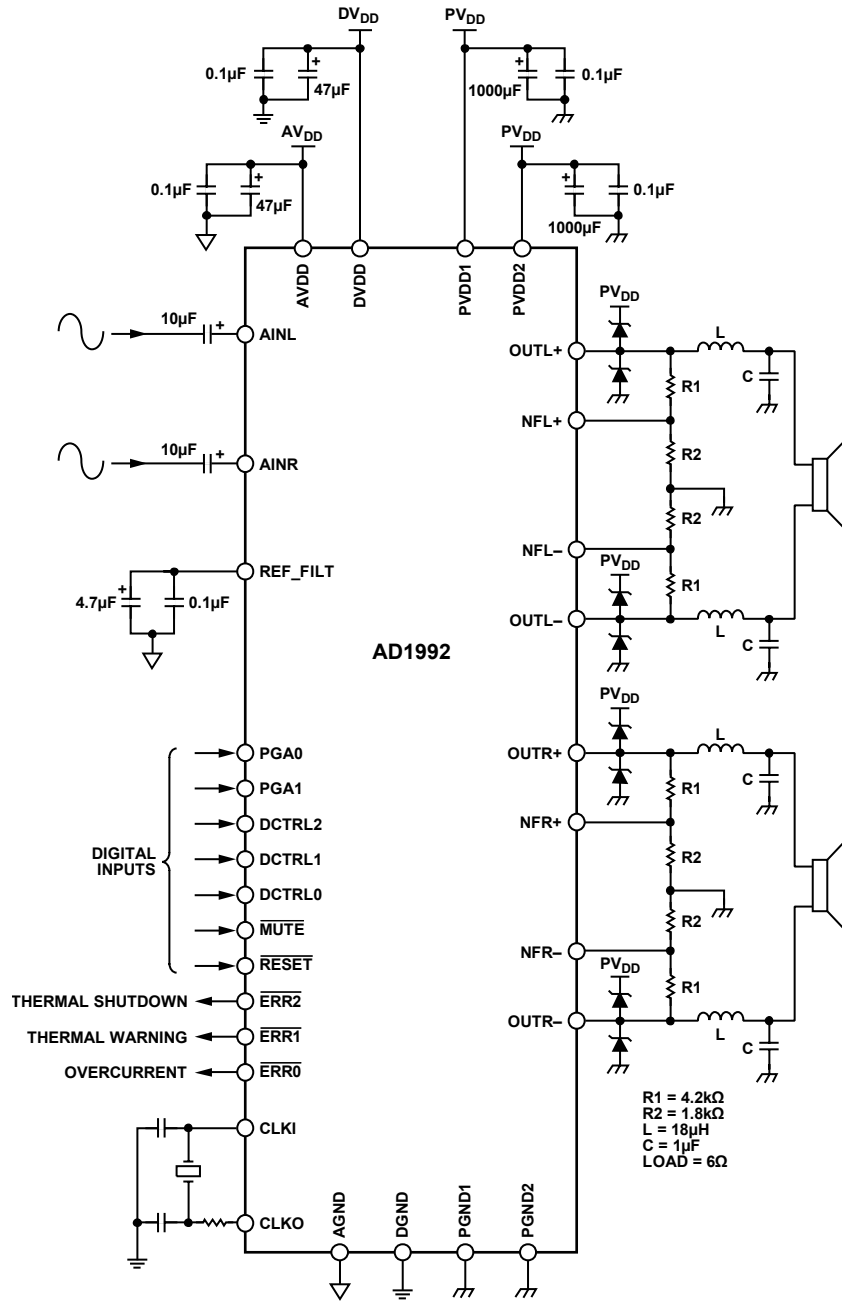 DVDD
PVDD
0.1µF
47µF
1000µF
0.1µF
AVDD
PVDD
0.1µF
47µF
1000µF
0.1µF
AVDD
DVDD
PVDD1
PVDD2
10µF
AINL
10µF
AINR
REF_FILT
4.7µF
0.1µF
AD1992
DIGITAL
INPUTS
PGA0
PGA1
DCTRL2
DCTRL1
DCTRL0
MUTE
RESET
THERMAL SHUTDOWN
ERR2
THERMAL WARNING
ERR1
OVERCURRENT
ERR0
CLKI
CLKO
AGND
DGND
PGND1
PGND2
PVDD
OUTL+
L
C
R1
NFL+
R2
R2
NFL–
PVDD
R1
OUTL–
L
C
PVDD
OUTR+
L
C
R1
NFR+
R2
R2
NFR–
PVDD
R1
OUTR–
L
C
R1 = 4.2kΩ
R2 = 1.8kΩ
L = 18µH
C = 1µF
LOAD = 6Ω